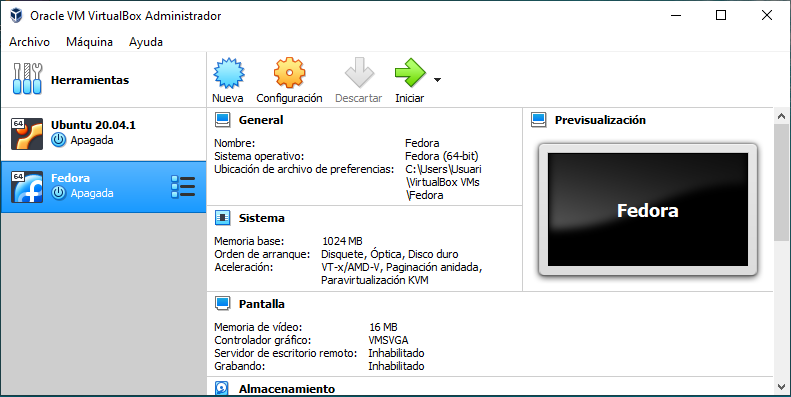 Oracle VM VirtualBox Administrador
Archivo Máquina Ayuda
Herramientas
Nueva Configuración Descartar Iniciar
64
Ubuntu 20.04.1
Apagada
64
Fedora
Apagada
General
Nombre: Fedora
Sistema operativo: Fedora (64-bit)
Ubicación de archivo de preferencias: C:\Users\Usuari
\VirtualBox VMs
\Fedora
Previsualización
Fedora
Sistema
Memoria base: 1024 MB
Orden de arranque: Disquete, Óptica, Disco duro
Aceleración: VT-x/AMD-V, Paginación anidada,
Paravirtualización KVM
Pantalla
Memoria de vídeo: 16 MB
Controlador gráfico: VMSVGA
Servidor de escritorio remoto: Inhabilitado
Grabando: Inhabilitado
Almacenamiento